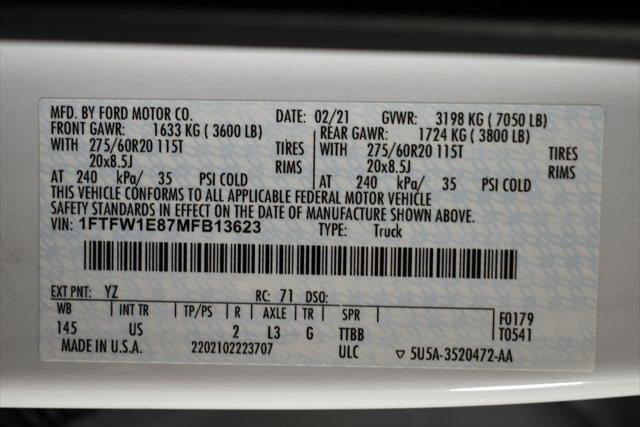 MFD. BY FORD MOTOR CO. DATE: 02/21 GVWR: 3198 KG ( 7050 LB)
FRONT GAWR: 1633 KG ( 3600 LB) REAR GAWR: 1724 KG ( 3800 LB)
WITH 275/60R20 115T TIRES WITH 275/60R20 115T TIRES
20x8.5J RIMS 20x8.5J RIMS
AT 240 kPa/ 35 PSI COLD AT 240 kPa/ 35 PSI COLD
THIS VEHICLE CONFORMS TO ALL APPLICABLE FEDERAL MOTOR VEHICLE
SAFETY STANDARDS IN EFFECT ON THE DATE OF MANUFACTURE SHOWN ABOVE.
VIN: 1FTFW1E87MFB13623 TYPE: Truck
EXT PNT: YZ RC: 71 DSO:
WB INT TR TP/PS R AXLE TR SPR F0179
145 US 2 L3 G TTBB T0541
MADE IN U.S.A. 2202102223707 ULC ▽ 5U5A-3520472-AA